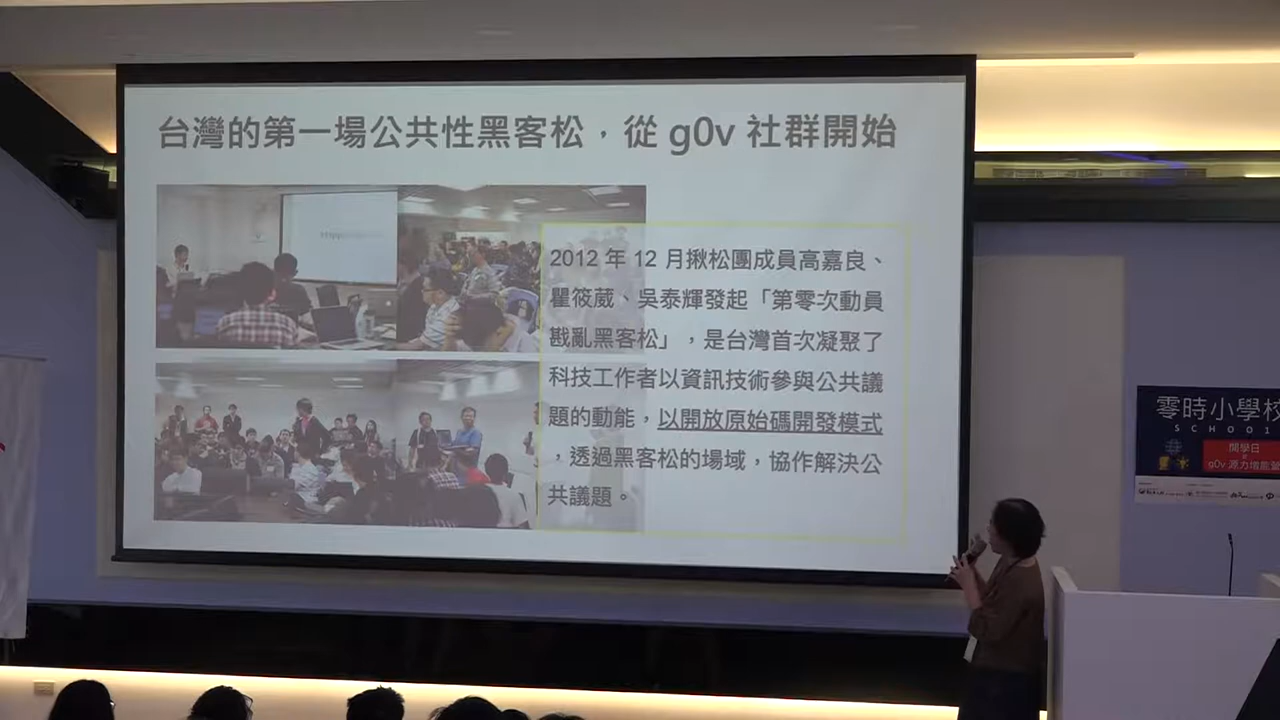 台灣的第一場公共性黑客松，從 g0v 社群開始
2012 年 12 月揪松團成員高嘉良、
瞿筱葳、吳泰輝發起「第零次動員
戡亂黑客松」，是台灣首次凝聚了
科技工作者以資訊技術參與公共議
題的動能，以開放原始碼開發模式
，透過黑客松的場域，協作解決公
共議題。
零時小學校
SCHOO1
開學日
g0v 源力增能